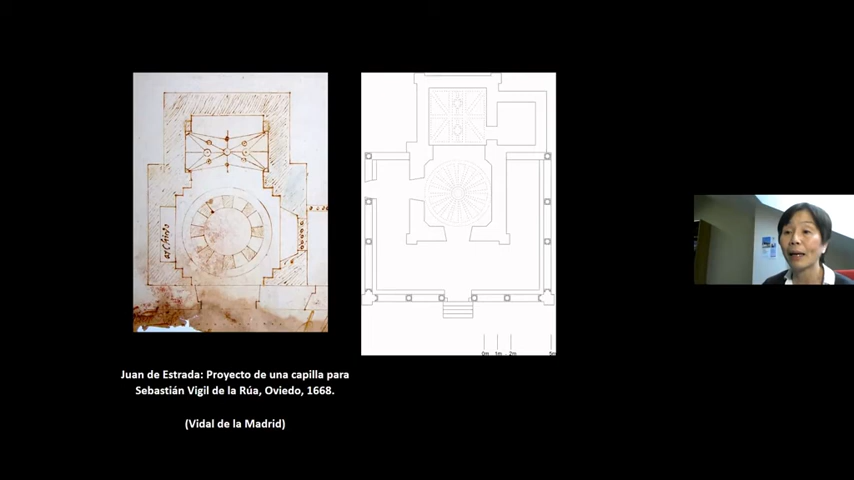 0m 1m 2m 5m
Juan de Estrada: Proyecto de una capilla para
Sebastián Vigil de la Rúa, Oviedo, 1668.
(Vidal de la Madrid)